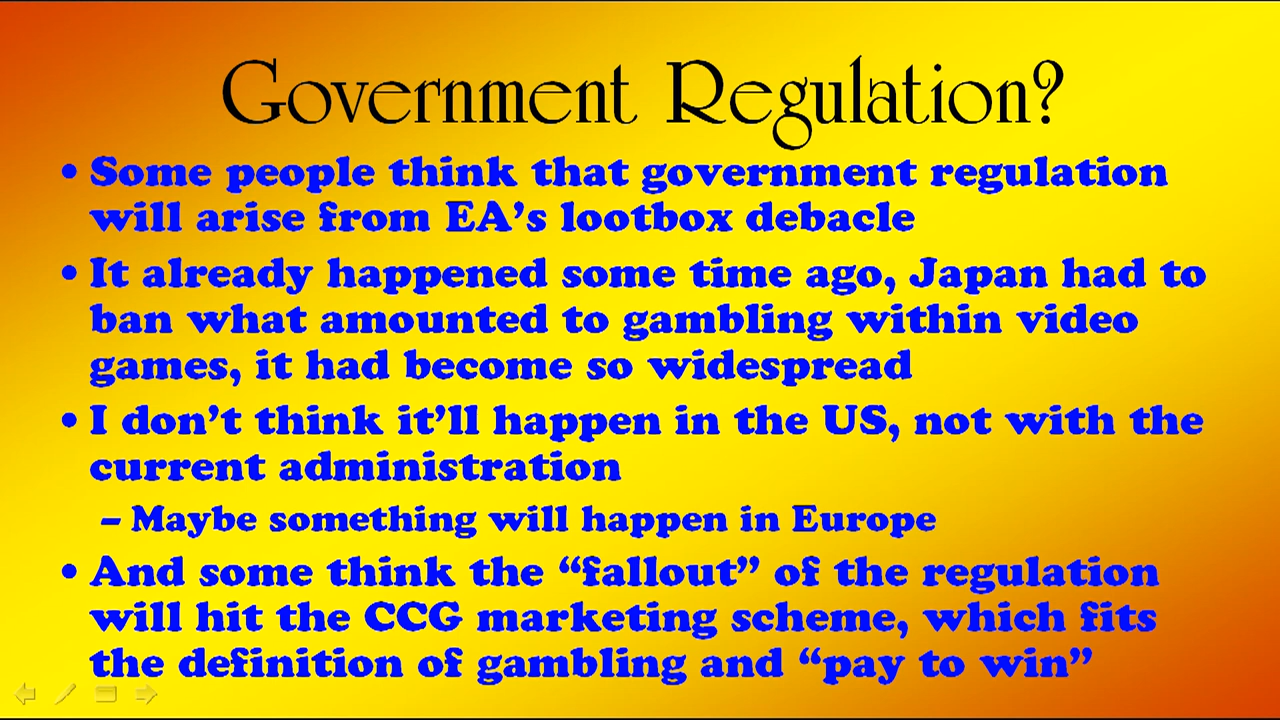 Government Regulation?
• Some people think that government regulation
will arise from EA’s lootbox debacle
• It already happened some time ago, Japan had to
ban what amounted to gambling within video
games, it had become so widespread
• I don’t think it’ll happen in the US, not with the
current administration
– Maybe something will happen in Europe
• And some think the “fallout” of the regulation
will hit the CCG marketing scheme, which fits
the definition of gambling and “pay to win”